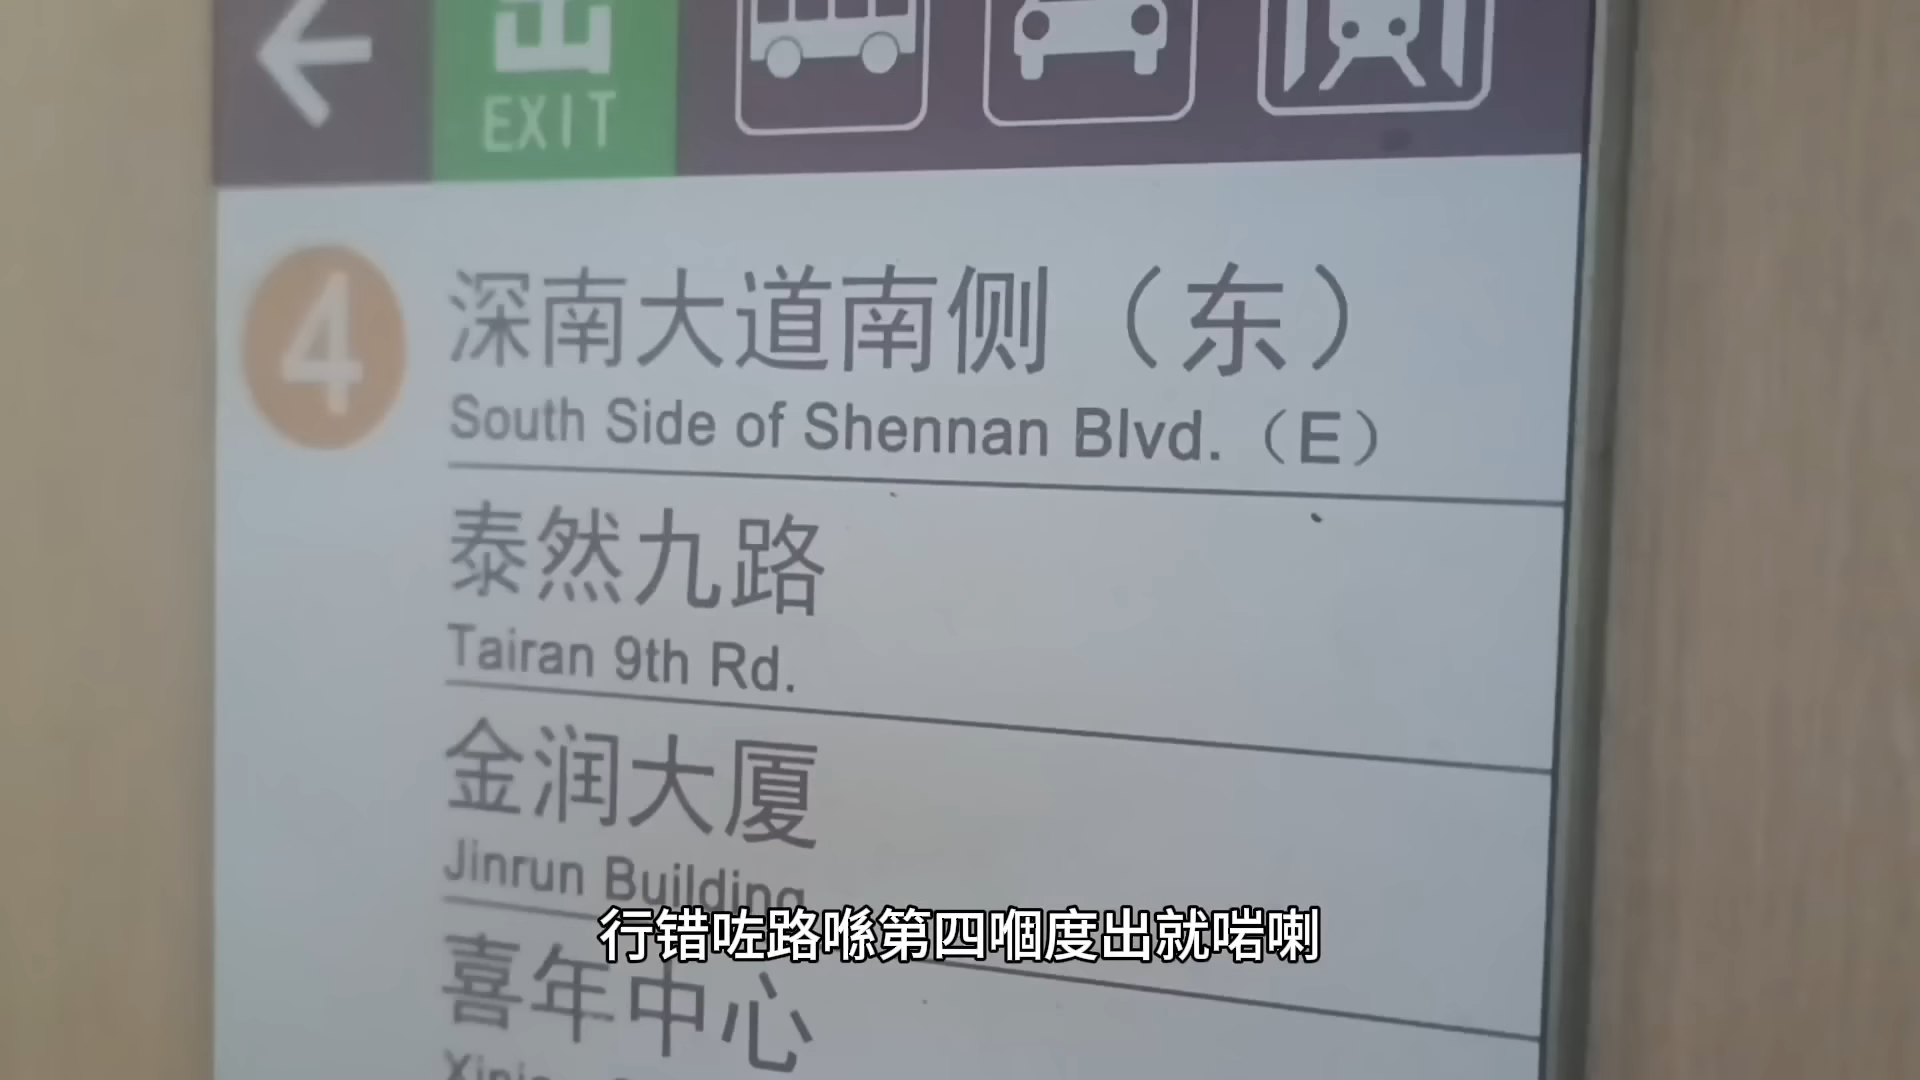 出
EXIT
4
深南大道南侧（东）
South Side of Shennan Blvd.（E）
泰然九路
Tairan 9th Rd.
金润大厦
Jinrun Building
行错咗路喺第四嗰度出就啱喇
喜年中心